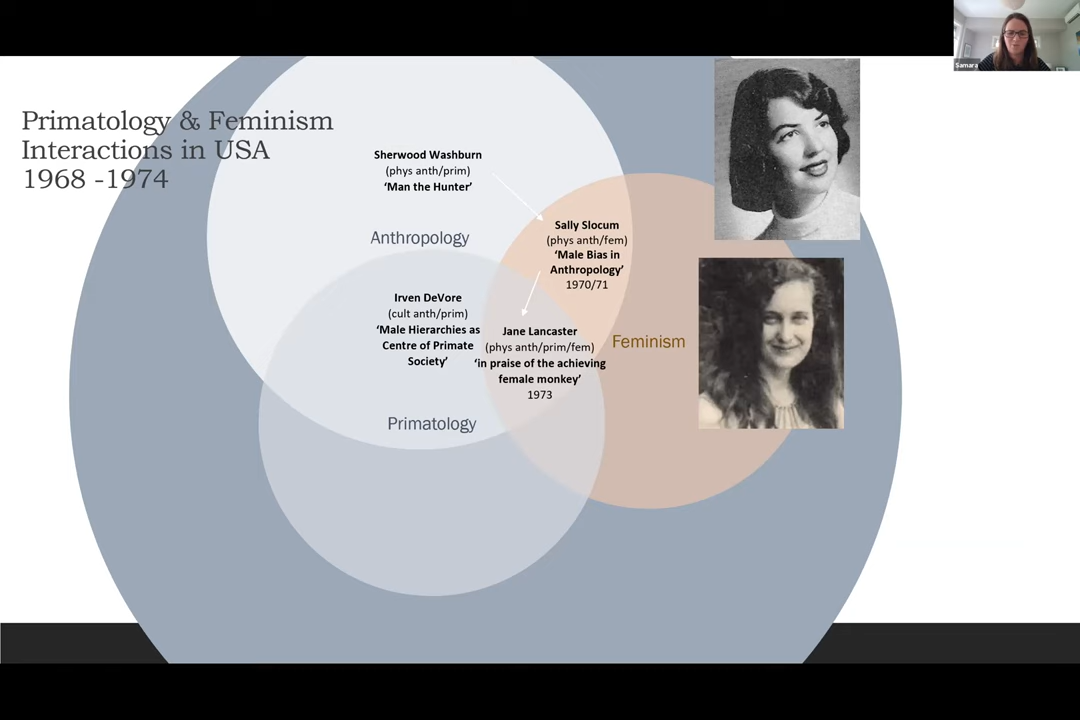 Samara
Primatology & Feminism
Interactions in USA
1968 -1974
Sherwood Washburn
(phys anth/prim)
‘Man the Hunter’
Anthropology
Sally Slocum
(phys anth/fem)
‘Male Bias in
Anthropology’
1970/71
Irven DeVore
(cult anth/prim)
‘Male Hierarchies as
Centre of Primate
Society’
Jane Lancaster
(phys anth/prim/fem)
‘in praise of the achieving
female monkey’
1973
Feminism
Primatology